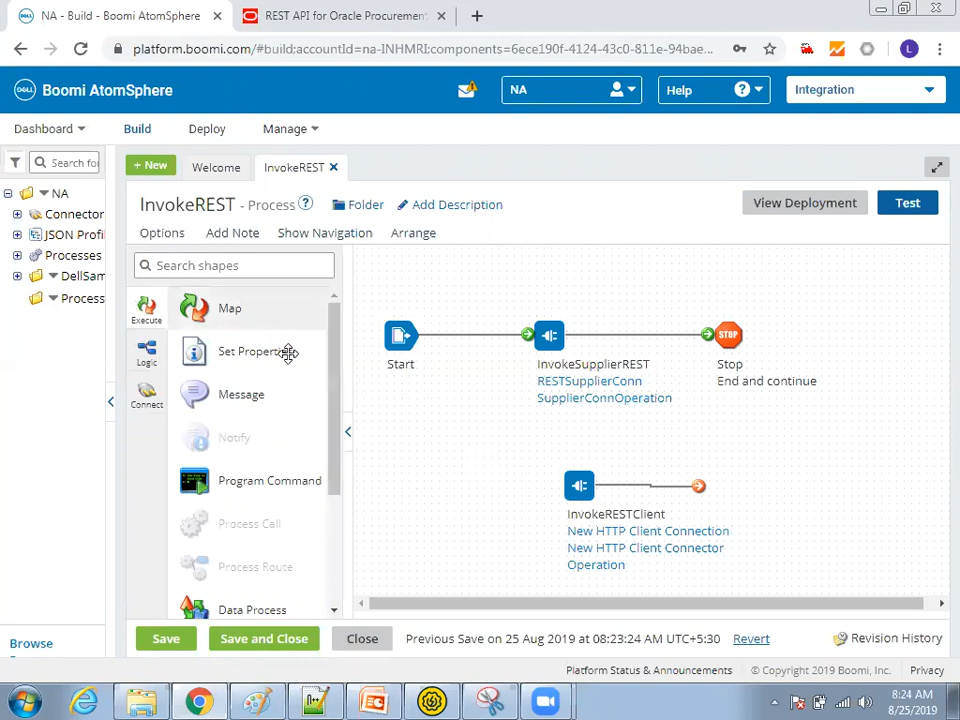 NA - Build - Boomi AtomSphere
REST API for Oracle Procurement
platform.boomi.com/#build:accountId=na-INHMRI;components=6ece190f-4124-43c0-811e-94bae...
L
DELL
Boomi AtomSphere
NA
Help
Integration
Dashboard
Build
Deploy
Manage
Search fo
+ New
Welcome
InvokeREST
NA
Connector
JSON Profi
Processes
DellSam
Process
InvokeREST - Process
Folder
Add Description
View Deployment
Test
Options
Add Note
Show Navigation
Arrange
Search shapes
Execute
Logic
Connect
Map
Set Properti
Message
Notify
Program Command
Process Call
Process Route
Data Process
Start
InvokeSupplierREST
RESTSupplierConn
SupplierConnOperation
STOP
Stop
End and continue
InvokeRESTClient
New HTTP Client Connection
New HTTP Client Connector
Operation
Browse
Save
Save and Close
Close
Previous Save on 25 Aug 2019 at 08:23:24 AM UTC+5:30
Revert
Revision History
Platform Status & Announcements
© Copyright 2019 Boomi, Inc.
Privacy
8:24 AM
8/25/2019